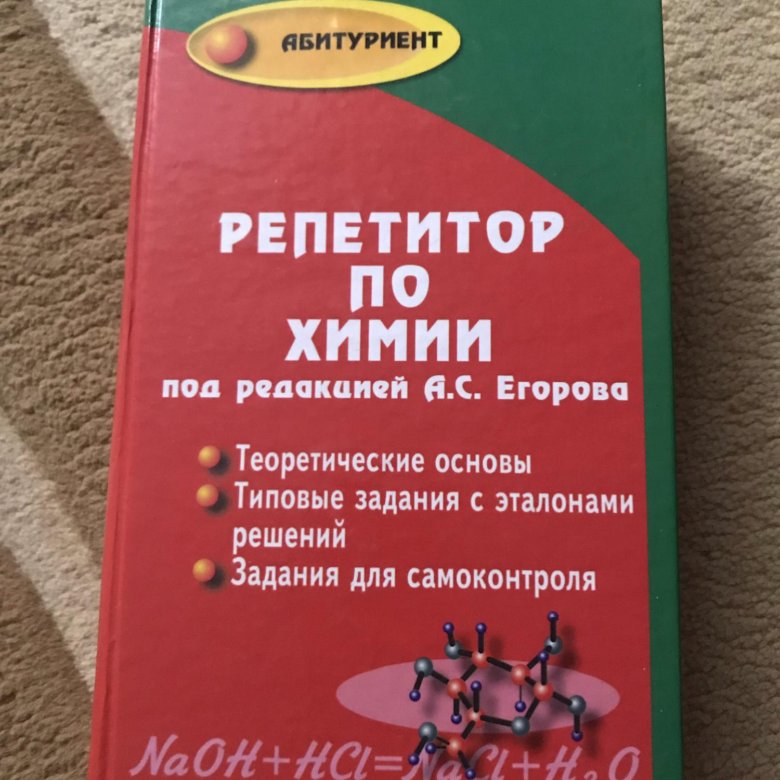 АБИТУРИЕНТ
РЕПЕТИТОР
ПО
ХИМИИ
под редакцией А.С. Егорова
Теоретические основы
Типовые задания с эталонами
решений
Задания для самоконтроля
NaOH+HCl=NaCl+H₂O